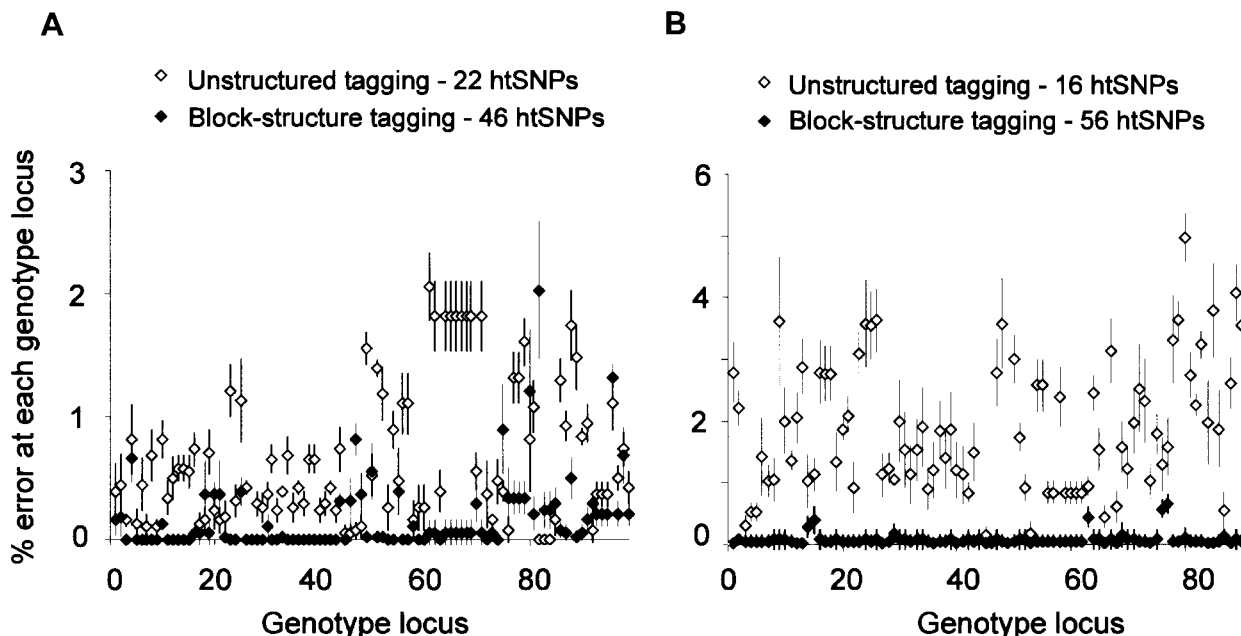 A
Unstructured tagging - 22 htSNPs
Block-structure tagging - 46 htSNPs
% error at each genotype locus
3
2
1
0
0 20 40 60 80
Genotype locus
B
Unstructured tagging - 16 htSNPs
Block-structure tagging - 56 htSNPs
6
4
2
0
0 20 40 60 80
Genotype locus